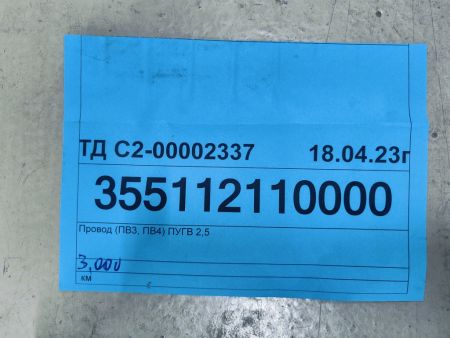 ТД С2-00002337 18.04.23г
355112110000
Провод (ПВ3, ПВ4) ПУГВ 2,5
3,000
км